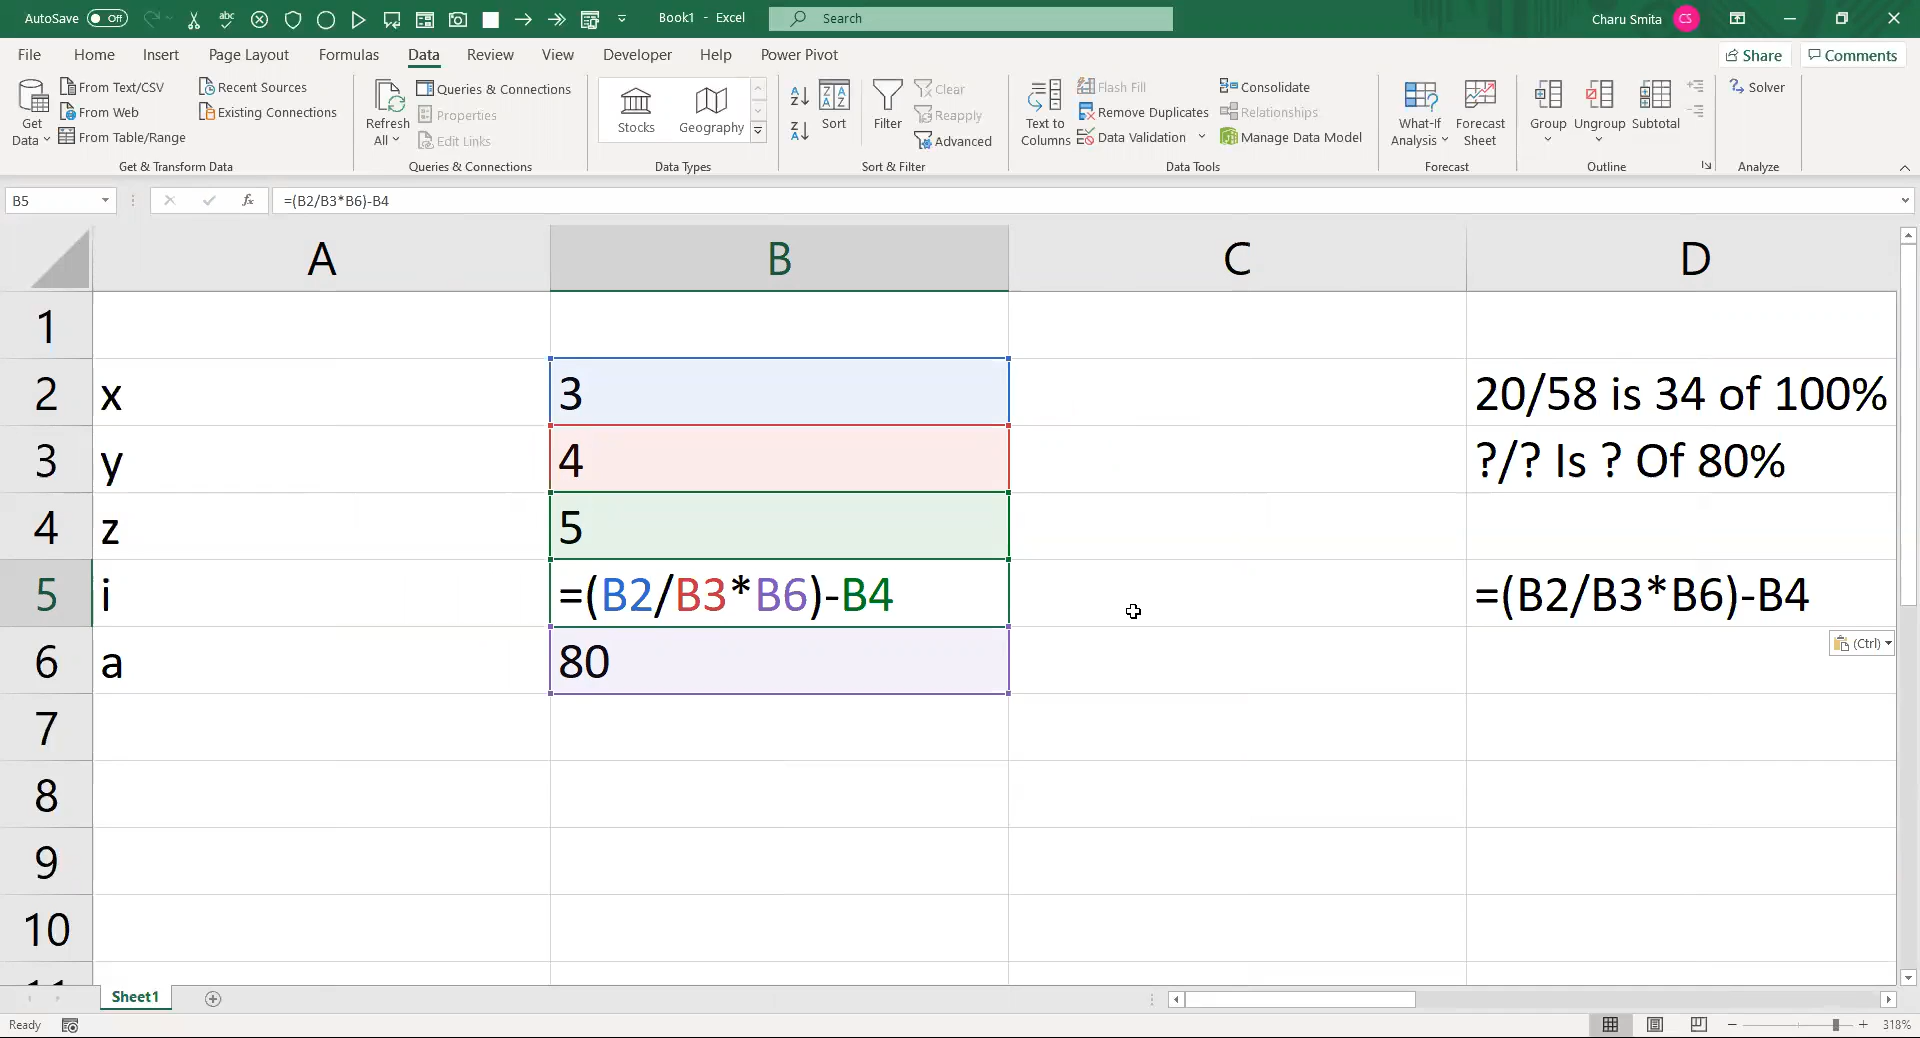 AutoSave Off abc Book1 - Excel Search Charu Smita CS
File Home Insert Page Layout Formulas Data Review View Developer Help Power Pivot Share Comments
Get Data
From Text/CSV
From Web
From Table/Range
Recent Sources
Existing Connections
Get & Transform Data
Refresh All
Queries & Connections
Properties
Edit Links
Queries & Connections
Stocks Geography
Data Types
Sort
Filter
Clear
Reapply
Advanced
Sort & Filter
Text to Columns
Flash Fill
Remove Duplicates
Data Validation
Consolidate
Relationships
Manage Data Model
Data Tools
What-If Analysis
Forecast Sheet
Forecast
Group Ungroup Subtotal
Outline
Solver
Analyze
B5 fx =(B2/B3*B6)-B4
A B C D
1
2 x 3 20/58 is 34 of 100%
3 y 4 ?/? Is ? Of 80%
4 z 5
5 i =(B2/B3*B6)-B4 =(B2/B3*B6)-B4
(Ctrl)
6 a 80
7
8
9
10
Sheet1
Ready 318%